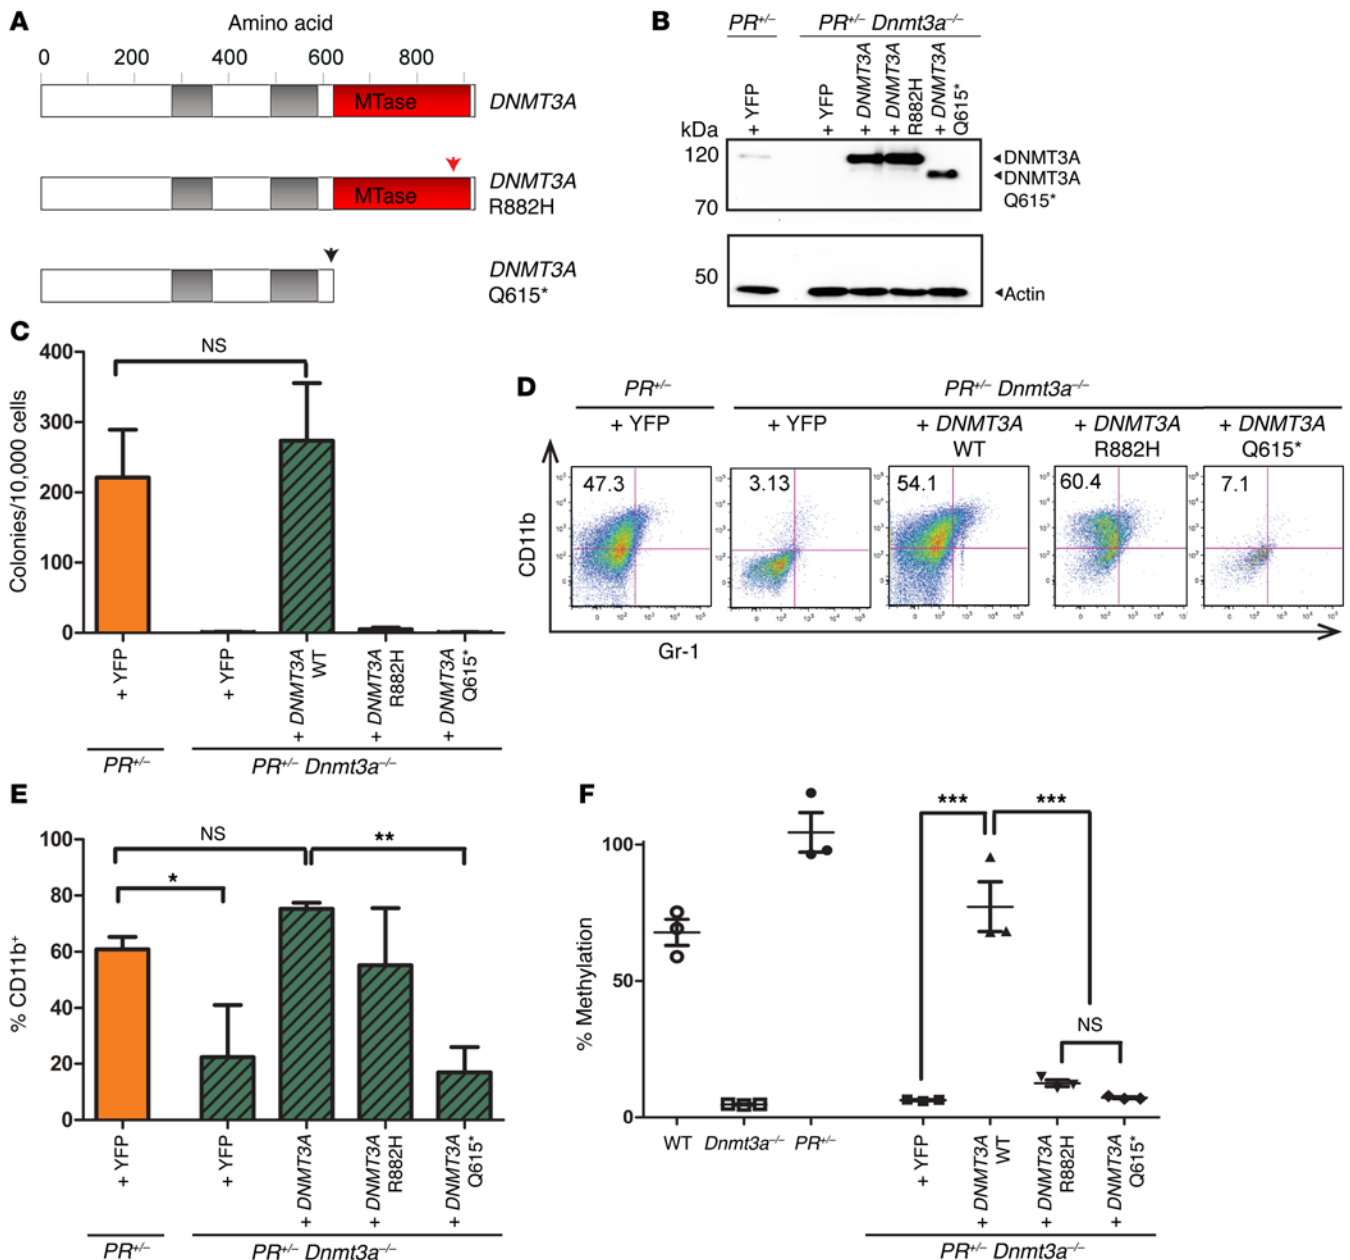 A
Amino acid
0 200 400 600 800
MTase
DNMT3A
MTase
DNMT3A
R882H
DNMT3A
Q615*
B
PR+/–
PR+/– Dnmt3a–/–
+ YFP
+ YFP
+ DNMT3A
+ DNMT3A
R882H
+ DNMT3A
Q615*
kDa
120
70
DNMT3A
DNMT3A
Q615*
50
Actin
C
Colonies/10,000 cells
400
300
200
100
0
NS
+ YFP
+ YFP
+ DNMT3A
WT
+ DNMT3A
R882H
+ DNMT3A
Q615*
PR+/–
PR+/– Dnmt3a–/–
D
PR+/–
PR+/– Dnmt3a–/–
+ YFP
+ YFP
+ DNMT3A
WT
+ DNMT3A
R882H
+ DNMT3A
Q615*
47.3
3.13
54.1
60.4
7.1
CD11b
Gr-1
E
% CD11b+
100
80
60
40
20
0
NS
*
**
+ YFP
+ YFP
+ DNMT3A
+ DNMT3A
R882H
+ DNMT3A
Q615*
PR+/–
PR+/– Dnmt3a–/–
F
% Methylation
100
50
0
***
***
NS
WT
Dnmt3a–/–
PR+/–
+ YFP
+ DNMT3A
WT
+ DNMT3A
R882H
+ DNMT3A
Q615*
PR+/– Dnmt3a–/–